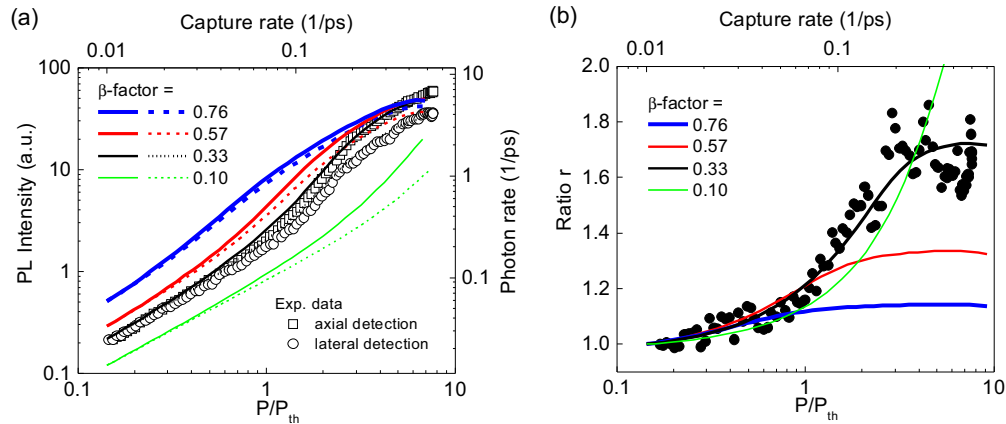 (a)
Capture rate (1/ps)
0.01 0.1
100
10
1
0.1
PL Intensity (a.u.)
β-factor =
0.76
0.57
0.33
0.10
Exp. data
axial detection
lateral detection
10
1
0.1
Photon rate (1/ps)
0.1 1 10
P/Pth
(b)
Capture rate (1/ps)
0.01 0.1
2.0
1.8
1.6
1.4
1.2
1.0
Ratio r
β-factor =
0.76
0.57
0.33
0.10
0.1 1 10
P/Pth